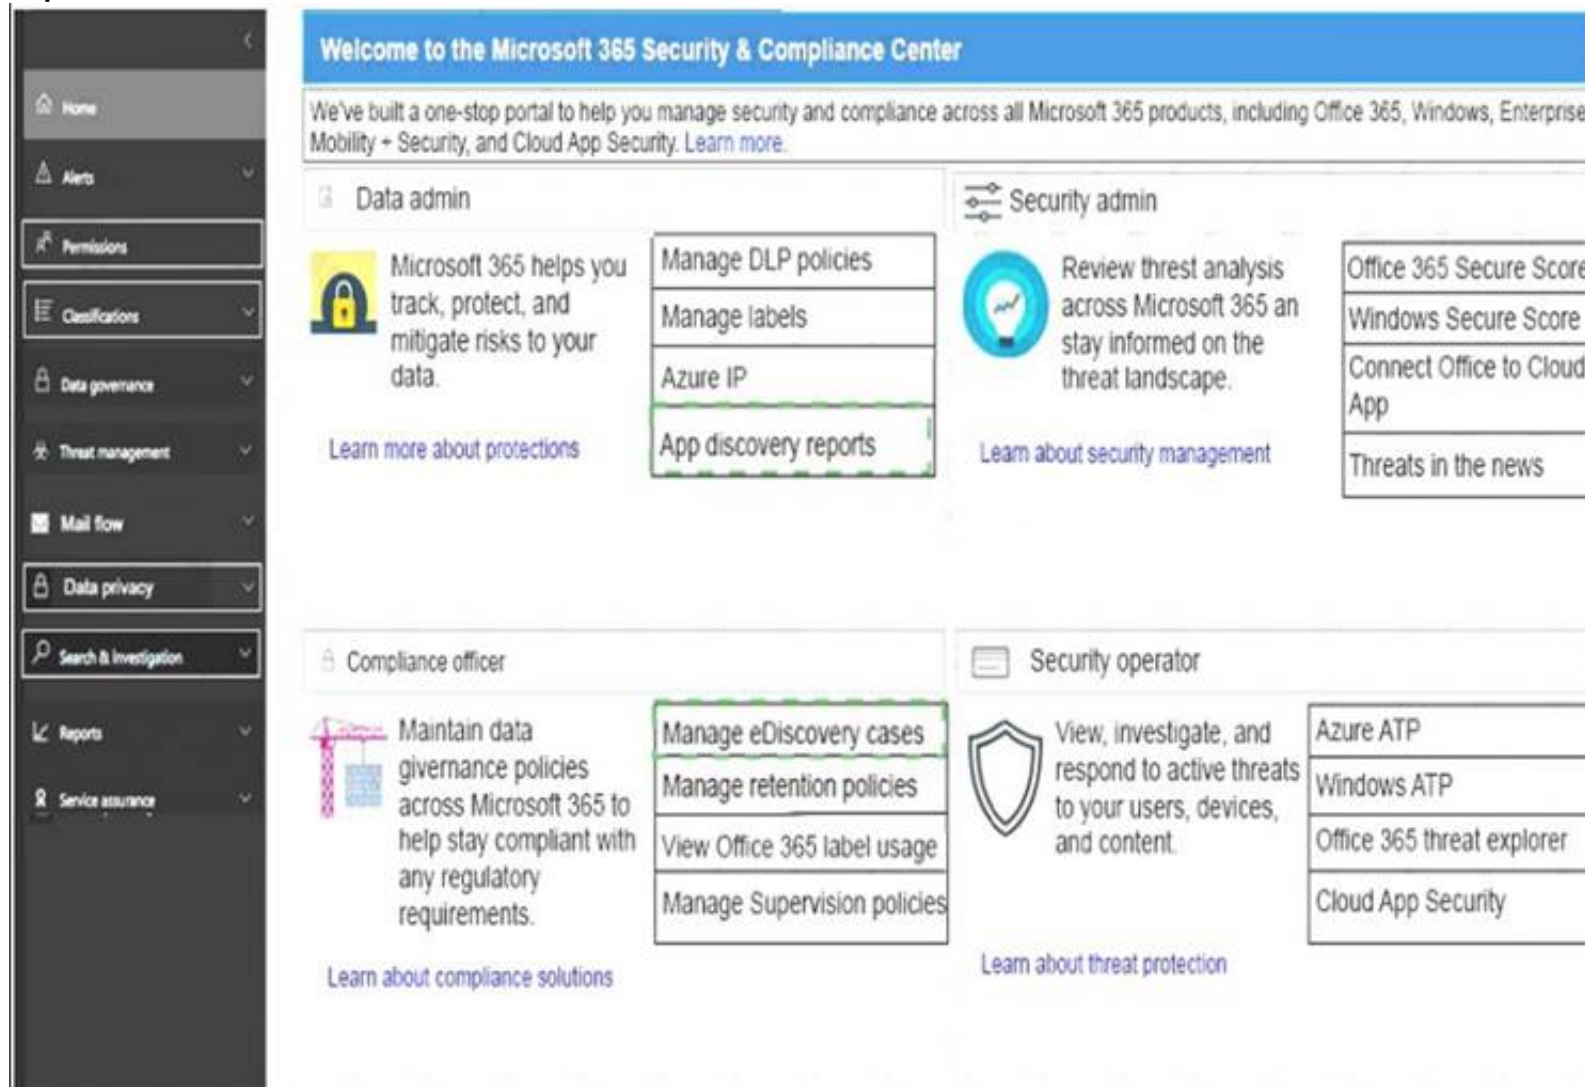 Home
Alerts
Permissions
Classifications
Data governance
Threat management
Mail flow
Data privacy
Search & investigation
Reports
Service assurance
Welcome to the Microsoft 365 Security & Compliance Center
We've built a one-stop portal to help you manage security and compliance across all Microsoft 365 products, including Office 365, Windows, Enterprise
Mobility + Security, and Cloud App Security. Learn more.
Data admin
Microsoft 365 helps you
track, protect, and
mitigate risks to your
data.
Learn more about protections
Manage DLP policies
Manage labels
Azure IP
App discovery reports
Security admin
Review threst analysis
across Microsoft 365 an
stay informed on the
threat landscape.
Learn about security management
Office 365 Secure Score
Windows Secure Score
Connect Office to Cloud
App
Threats in the news
Compliance officer
Maintain data
givernance policies
across Microsoft 365 to
help stay compliant with
any regulatory
requirements.
Learn about compliance solutions
Manage eDiscovery cases
Manage retention policies
View Office 365 label usage
Manage Supervision policies
Security operator
View, investigate, and
respond to active threats
to your users, devices,
and content.
Learn about threat protection
Azure ATP
Windows ATP
Office 365 threat explorer
Cloud App Security